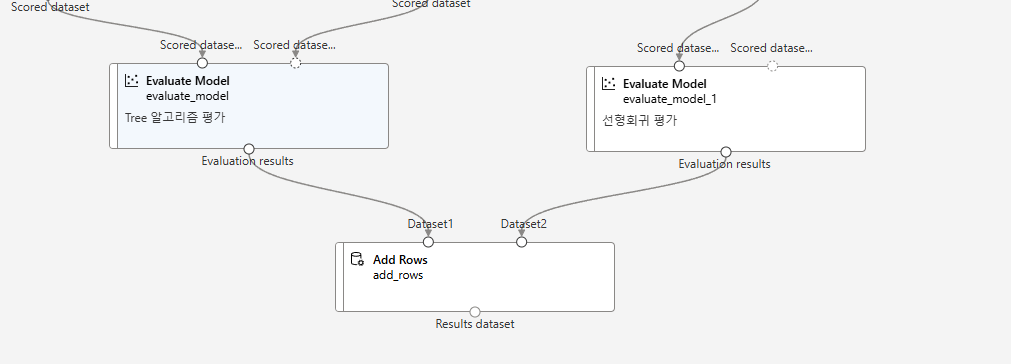 Scored dataset
Scored dataset
Scored datase...
Scored datase...
Evaluate Model
evaluate_model
Tree 알고리즘 평가
Evaluation results
Scored datase...
Scored datase...
Evaluate Model
evaluate_model_1
선형회귀 평가
Evaluation results
Dataset1
Dataset2
Add Rows
add_rows
Results dataset